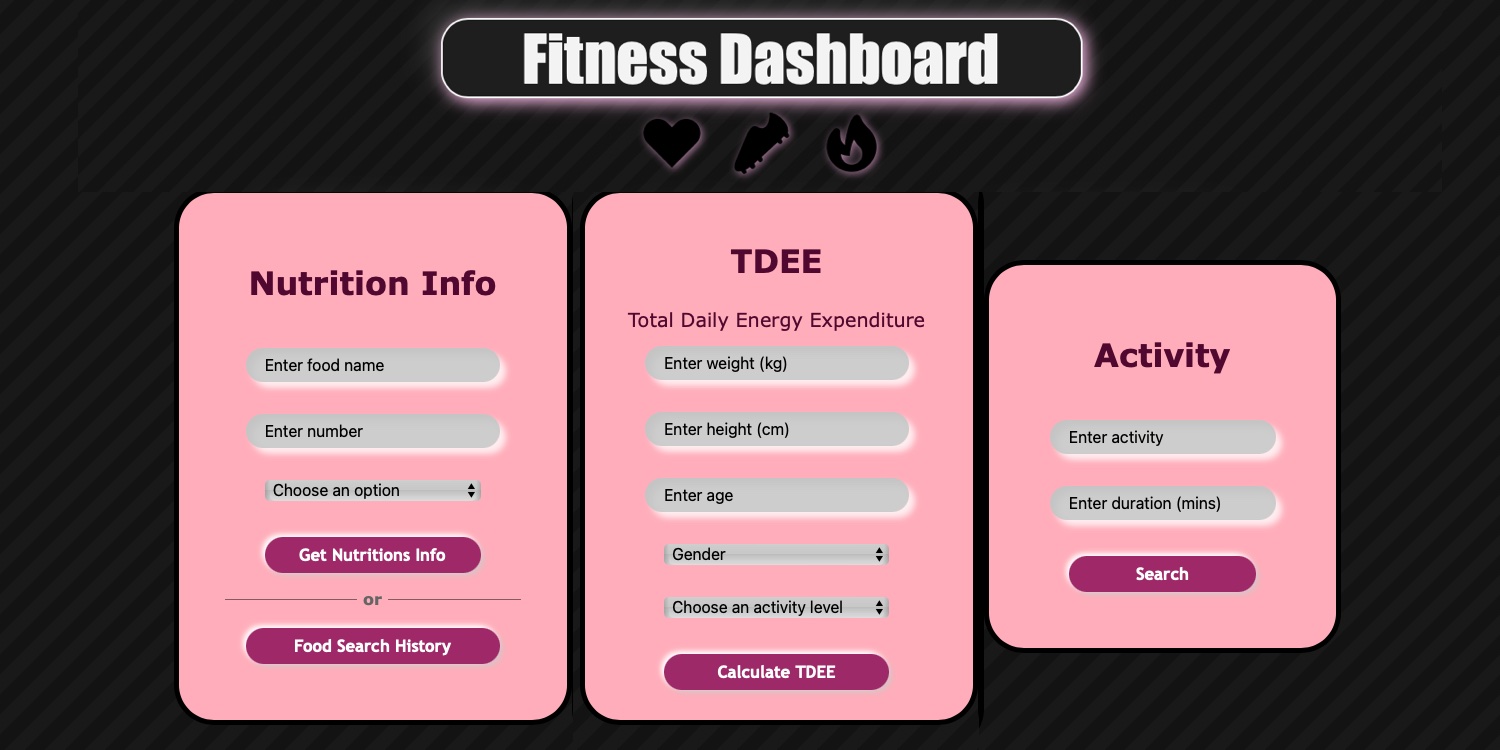 Fitness Dashboard
Nutrition Info
Enter food name
Enter number
Choose an option
Get Nutritions Info
or
Food Search History
TDEE
Total Daily Energy Expenditure
Enter weight (kg)
Enter height (cm)
Enter age
Gender
Choose an activity level
Calculate TDEE
Activity
Enter activity
Enter duration (mins)
Search